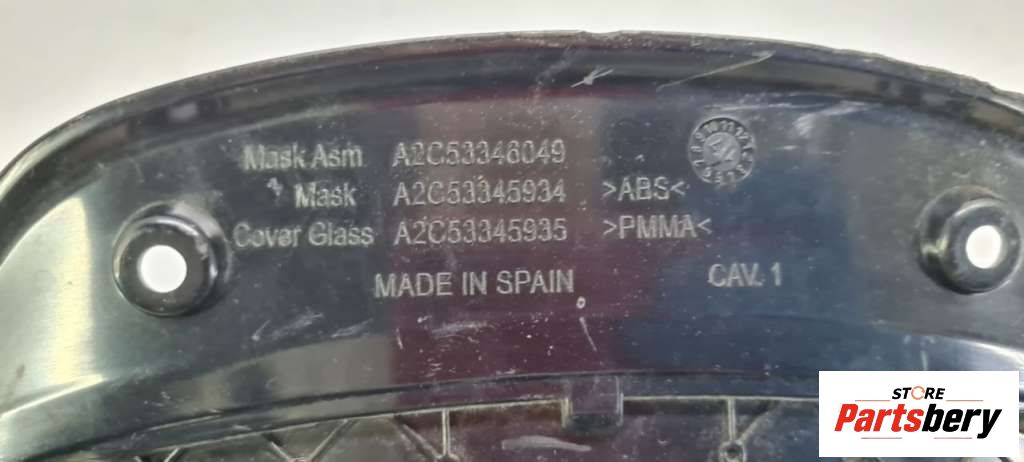 Mask Asm A2C53346049
Mask A2C53345934 >ABS<
Cover Glass A2C53345935 >PMMA<
MADE IN SPAIN CAV. 1
STORE
Partsbery